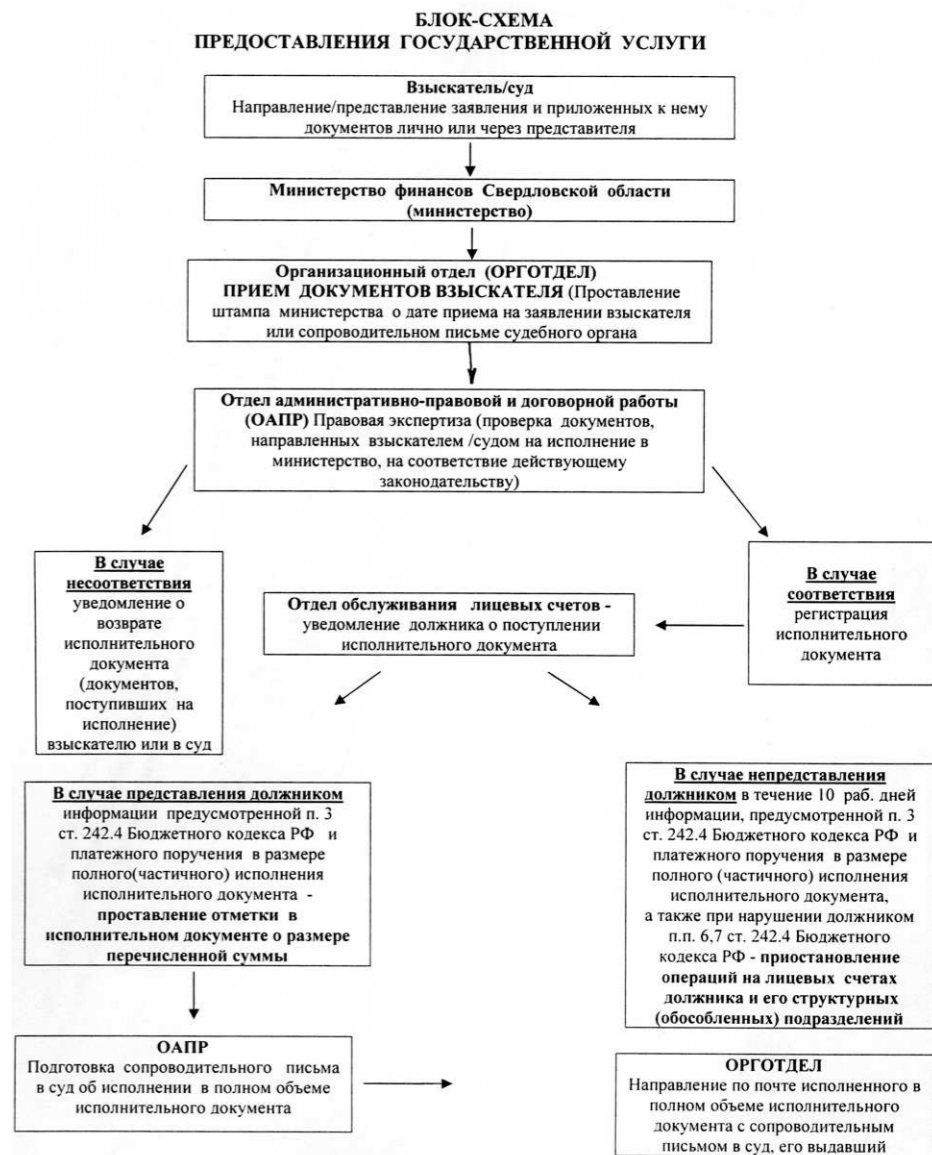 БЛОК-СХЕМА
ПРЕДОСТАВЛЕНИЯ ГОСУДАРСТВЕННОЙ УСЛУГИ
Взыскатель/суд
Направление/представление заявления и приложенных к нему
документов лично или через представителя
Министерство финансов Свердловской области
(министерство)
Организационный отдел (ОРГОТДЕЛ)
ПРИЕМ ДОКУМЕНТОВ ВЗЫСКАТЕЛЯ (Проставление
штампа министерства о дате приема на заявлении взыскателя
или сопроводительном письме судебного органа
Отдел административно-правовой и договорной работы
(ОАПР) Правовая экспертиза (проверка документов,
направленных взыскателем /судом на исполнение в
министерство, на соответствие действующему
законодательству)
В случае
несоответствия
уведомление о
возврате
исполнительного
документа
(документов,
поступивших на
исполнение)
взыскателю или в суд
Отдел обслуживания лицевых счетов -
уведомление должника о поступлении
исполнительного документа
В случае
соответствия
регистрация
исполнительного
документа
В случае представления должником
информации предусмотренной п. 3
ст. 242.4 Бюджетного кодекса РФ и
платежного поручения в размере
полного(частичного) исполнения
исполнительного документа -
проставление отметки в
исполнительном документе о размере
перечисленной суммы
В случае непредставления
должником в течение 10 раб. дней
информации, предусмотренной п. 3
ст. 242.4 Бюджетного кодекса РФ и
платежного поручения в размере
полного (частичного) исполнения
исполнительного документа,
а также при нарушении должником
п.п. 6,7 ст. 242.4 Бюджетного
кодекса РФ - приостановление
операций на лицевых счетах
должника и его структурных
(обособленных) подразделений
ОАПР
Подготовка сопроводительного письма
в суд об исполнении в полном объеме
исполнительного документа
ОРГОТДЕЛ
Направление по почте исполненного в
полном объеме исполнительного
документа с сопроводительным
письмом в суд, его выдавший